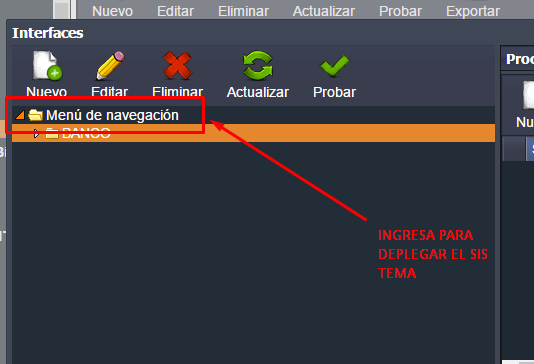 Nuevo Editar Eliminar Actualizar Probar Exportar
Interfaces
Proc
Nuevo Editar Eliminar Actualizar Probar
Nu
Menú de navegación
BANCO
INGRESA PARA
DEPLEGAR EL SIS
TEMA